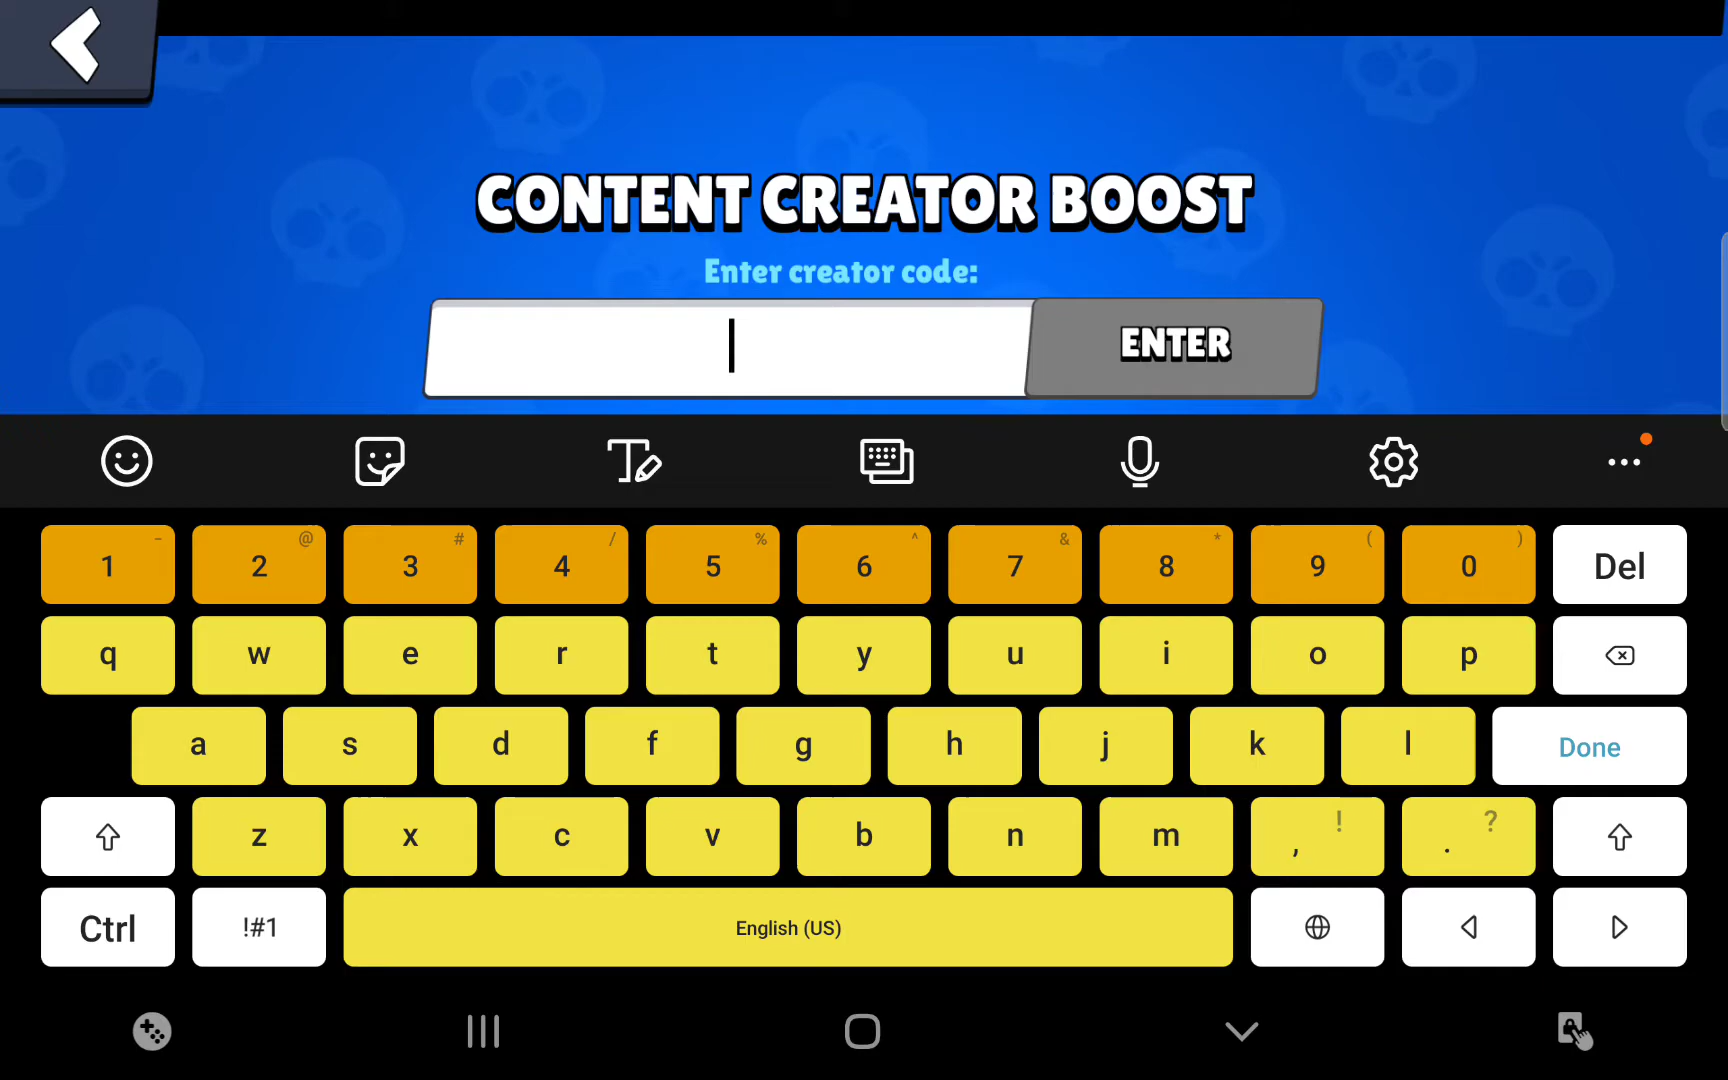 CONTENT CREATOR BOOST
Enter creator code:
ENTER
1 - 2 @ 3 # 4 / 5 % 6 ^ 7 & 8 * 9 ( 0 ) Del
q w e r t y u i o p
a s d f g h j k l Done
z x c v b n m , ! . ?
Ctrl !#1 English (US)